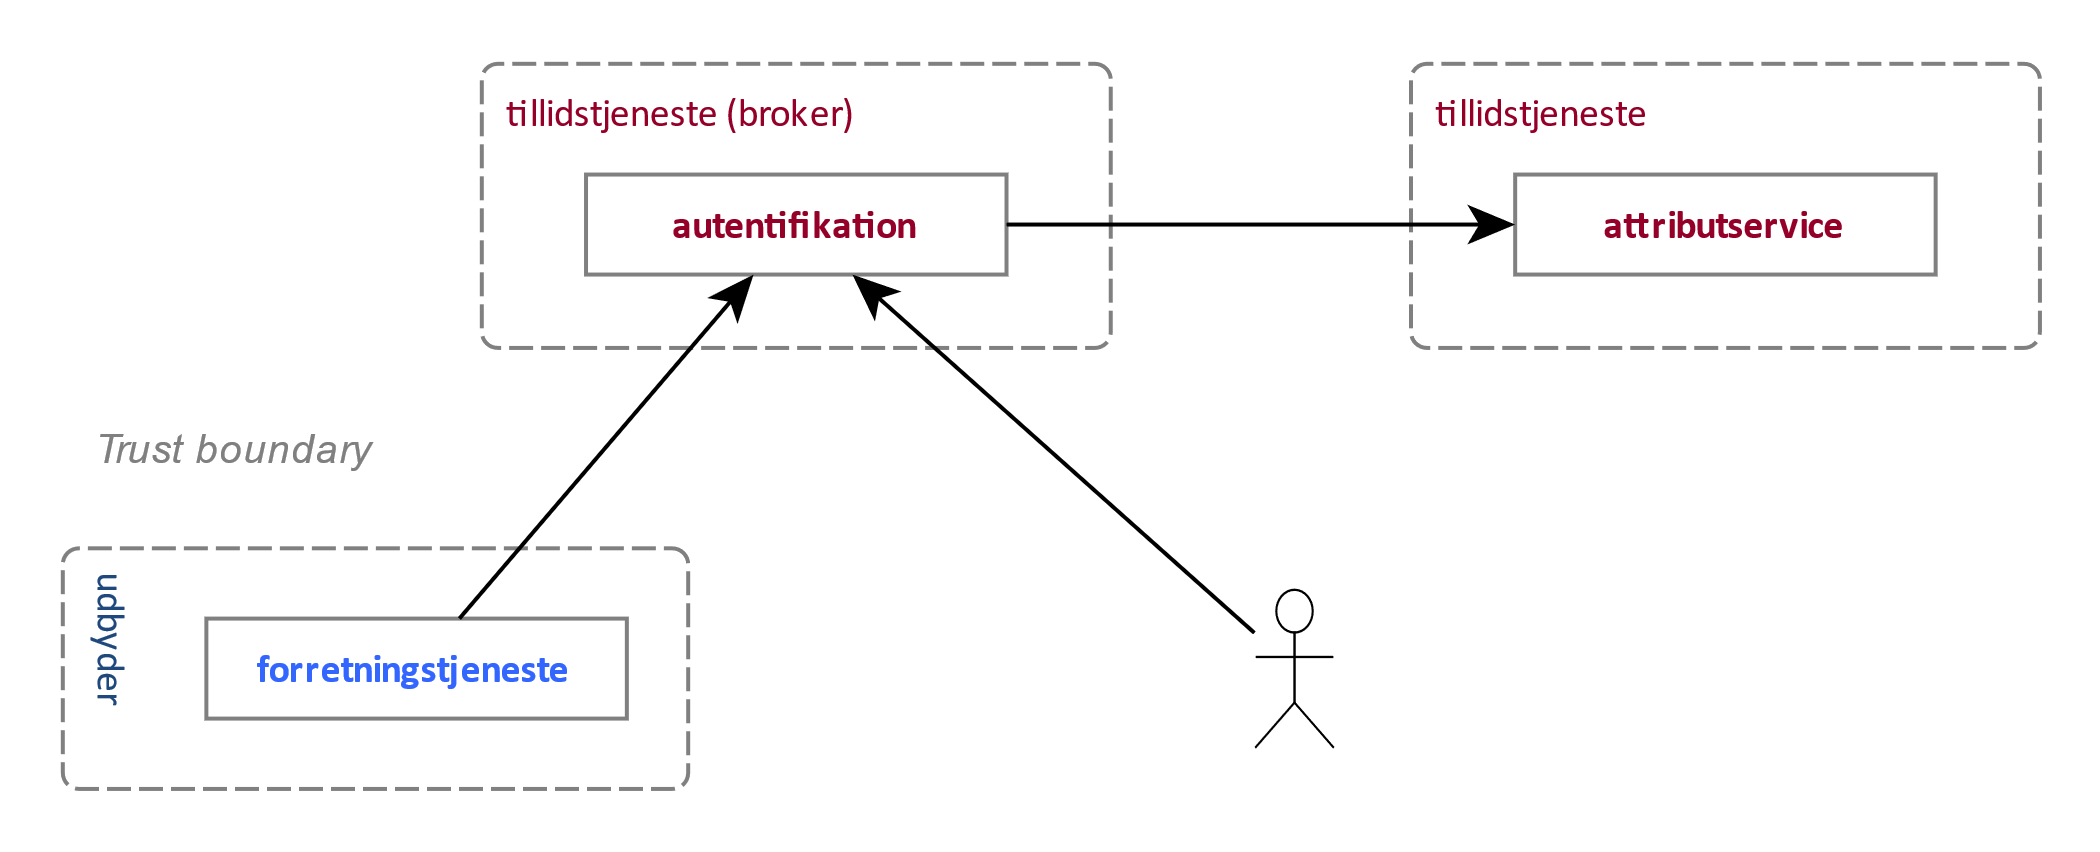 tillidstjeneste (broker)
tillidstjeneste
autentifikation
attributservice
Trust boundary
udbyder
forretningstjeneste